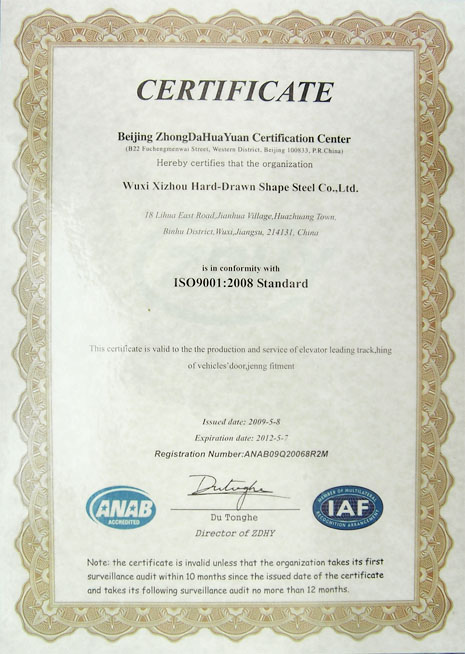 CERTIFICATE
Beijing ZhongDaHuaYuan Certification Center
(B22 Fuchengmenwai Street, Western District, Beijing 100833, P.R.China)
Hereby certifies that the organization
Wuxi Xizhou Hard-Drawn Shape Steel Co.,Ltd.
18 Lihua East Road,Jianhua Village,Huazhuang Town,
Binhu District,Wuxi,Jiangsu, 214131, China
is in conformity with
ISO9001:2008 Standard
This certificate is valid to the the production and service of elevator leading track,hing
of vehicles'door,jenng fitment
Issued date: 2009-5-8
Expiration date: 2012-5-7
Registration Number:ANAB09Q20068R2M
ANAB
ACCREDITED
Du Tonghe
Director of ZDHY
MEMBER OF MULTILATERAL
IAF
RECOGNITION ARRANGEMENT
Note: the certificate is invalid unless that the organization takes its first
surveillance audit within 10 months since the issued date of the certificate
and takes its following surveillance audit no more than 12 months.